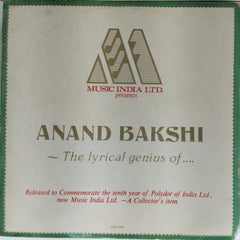 MUSIC INDIA LTD.
presents
ANAND BAKSHI
~ The lyrical genius of....
Released to Commemorate the tenth year of Polydor of India Ltd.,
now Music India Ltd. —A Collector's item